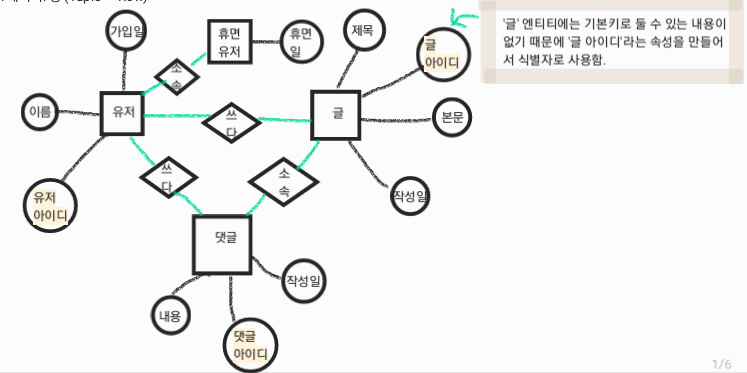 가입일
휴면
유저
휴면
일
제목
글
아이디
'글' 엔티티에는 기본키로 둘 수 있는 내용이
없기 때문에 '글 아이디'라는 속성을 만들어
서 식별자로 사용함.
소
속
이름
유저
쓰
다
글
본문
유저
아이디
쓰
다
소
속
작성일
댓글
작성일
내용
댓글
아이디
1/6